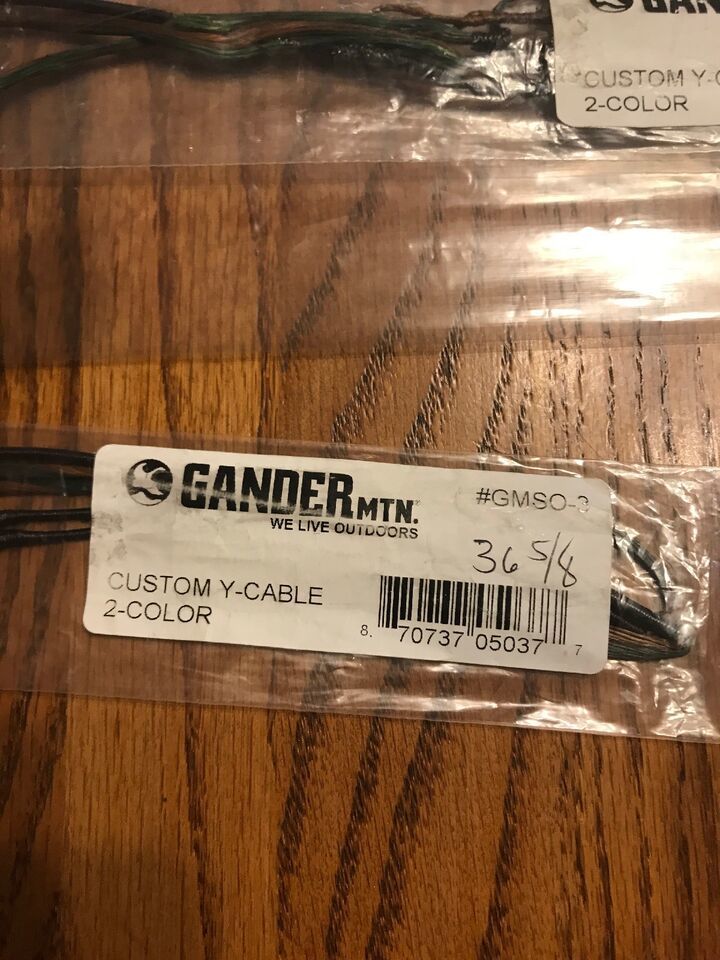 CUSTOM Y-
2-COLOR
GANDER MTN.
WE LIVE OUTDOORS
#GMSO-3
36 5/8
CUSTOM Y-CABLE
2-COLOR
8. 70737 05037 7